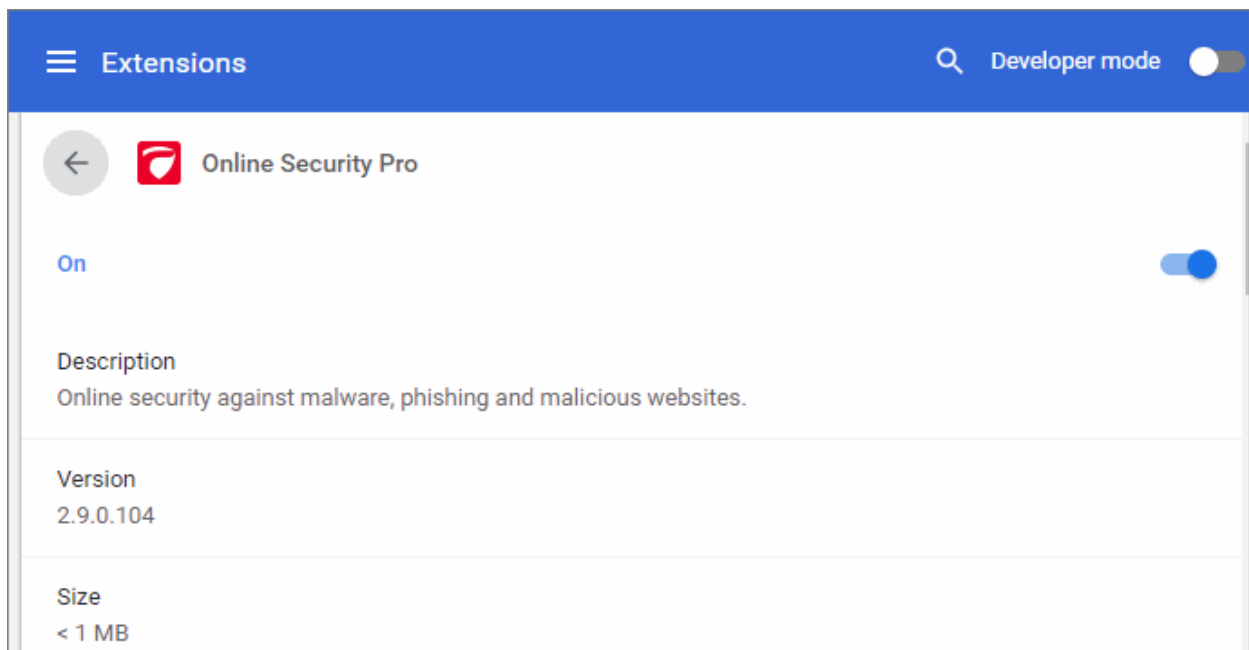 Extensions
Developer mode
Online Security Pro
On
Description
Online security against malware, phishing and malicious websites.
Version
2.9.0.104
Size
< 1 MB